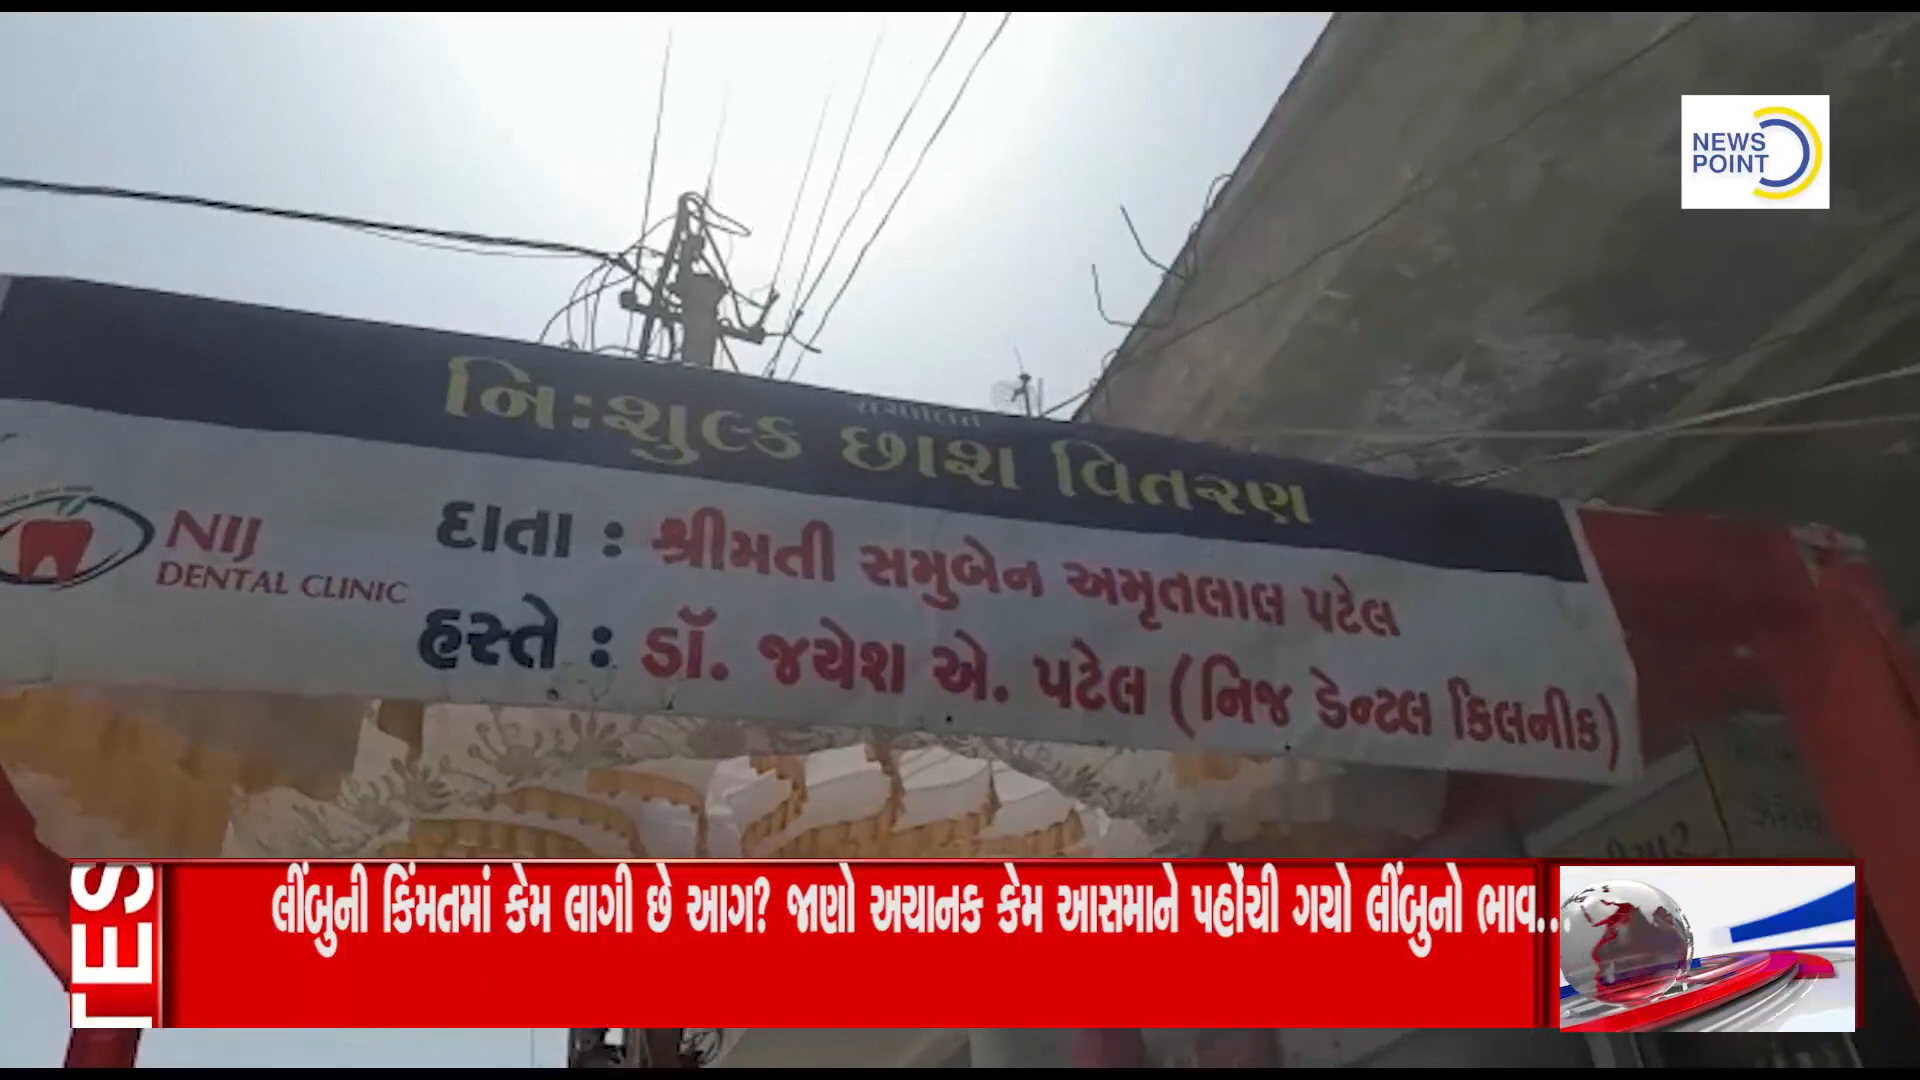 NEWS
POINT
નિઃશુલ્ક છાશ વિતરણ
NIJ
DENTAL CLINIC
દાતા : શ્રીમતી સમુબેન અમૃતલાલ પટેલ
હસ્તે : ડૉ. જયેશ એ. પટેલ (નિજ ડેન્ટલ કિલનીક)
TES
લીંબુની કિંમતમાં કેમ લાગી છે આગ? જાણો અચાનક કેમ આસમાને પહોંચી ગયો લીંબુનો ભાવ...